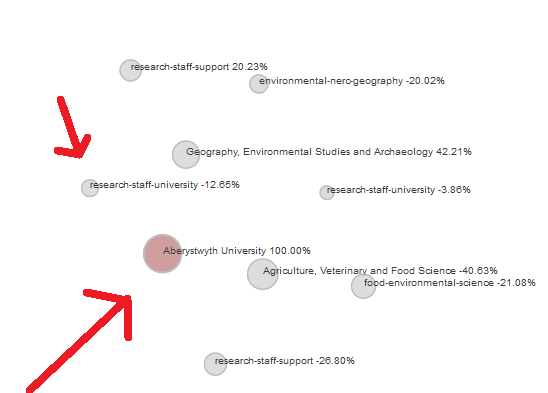 research-staff-support 20.23%
environmental-nero-geography -20.02%
Geography, Environmental Studies and Archaeology 42.21%
research-staff-university -12.65%
research-staff-university -3.86%
Aberystwyth University 100.00%
Agriculture, Veterinary and Food Science -40.63%
food-environmental-science -21.08%
research-staff-support -26.80%